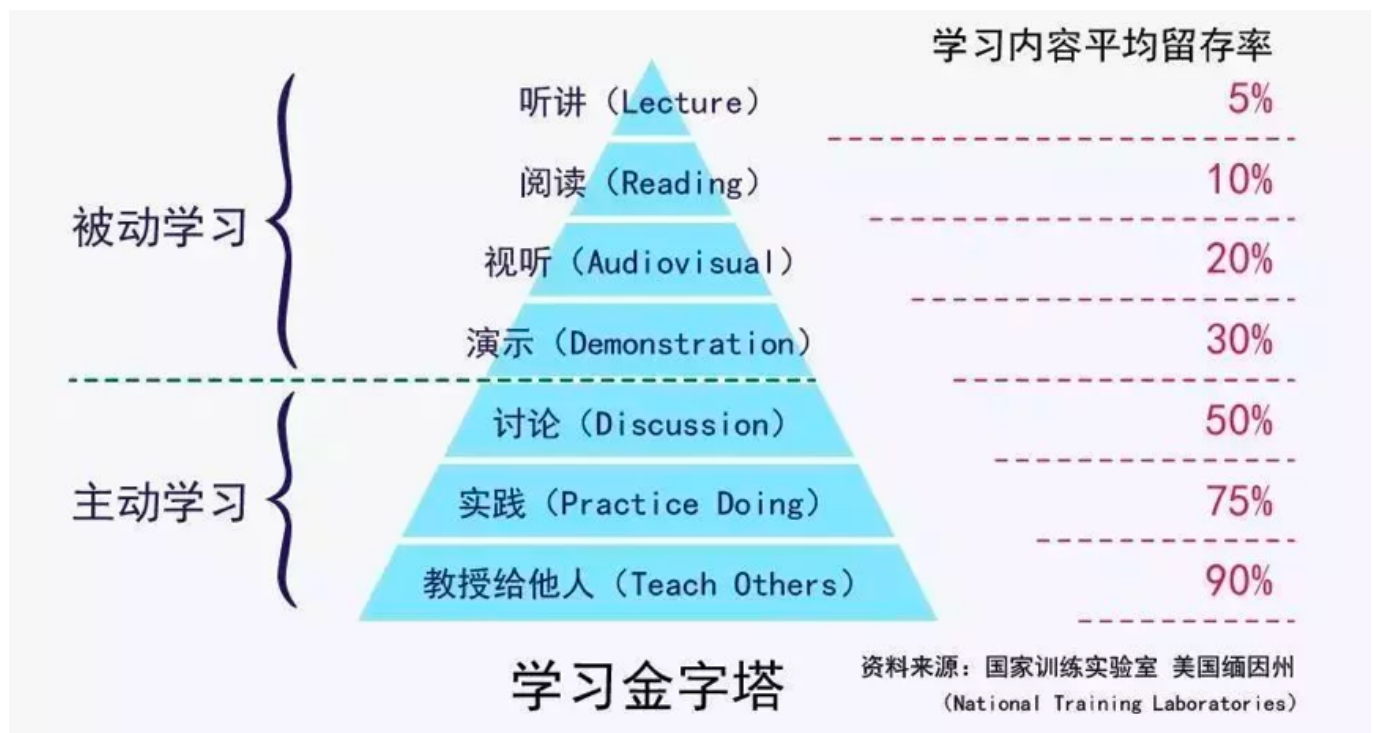 学习内容平均留存率
听讲（Lecture） 5%
阅读（Reading） 10%
被动学习
视听（Audiovisual） 20%
演示（Demonstration） 30%
讨论（Discussion） 50%
主动学习
实践（Practice Doing） 75%
教授给他人（Teach Others） 90%
学习金字塔
资料来源：国家训练实验室 美国缅因州
（National Training Laboratories）